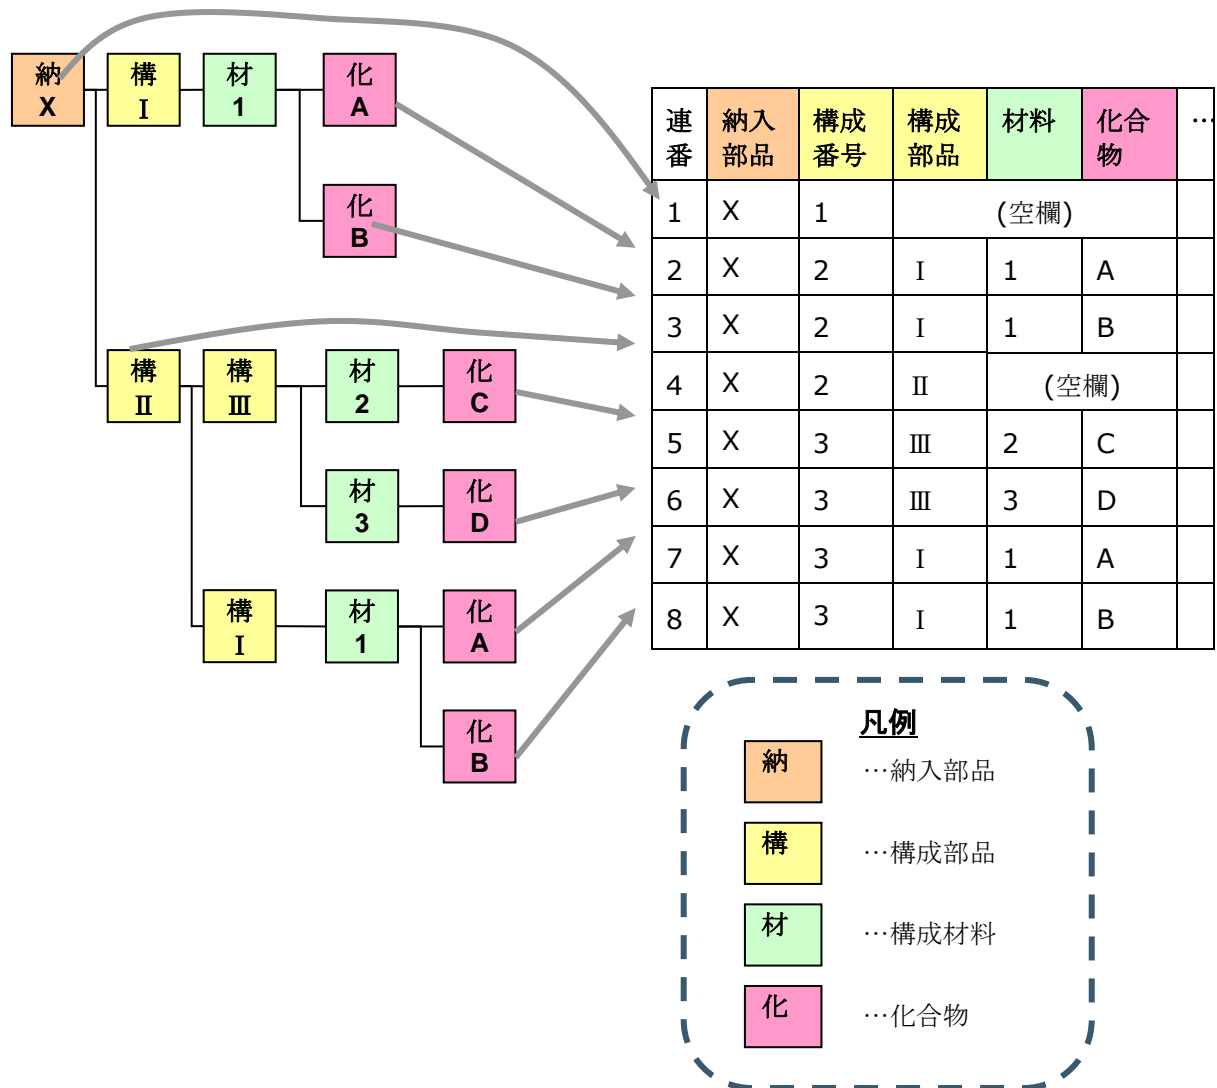 納 構 材 化
X Ⅰ 1 A
化
B
構 構 材 化
Ⅱ Ⅲ 2 C
材 化
3 D
構 材 化
Ⅰ 1 A
化
B
連番 納入部品 構成番号 構成部品 材料 化合物 …
1 X 1 (空欄)
2 X 2 Ⅰ 1 A
3 X 2 Ⅰ 1 B
4 X 2 Ⅱ (空欄)
5 X 3 Ⅲ 2 C
6 X 3 Ⅲ 3 D
7 X 3 Ⅰ 1 A
8 X 3 Ⅰ 1 B
凡例
納 …納入部品
構 …構成部品
材 …構成材料
化 …化合物